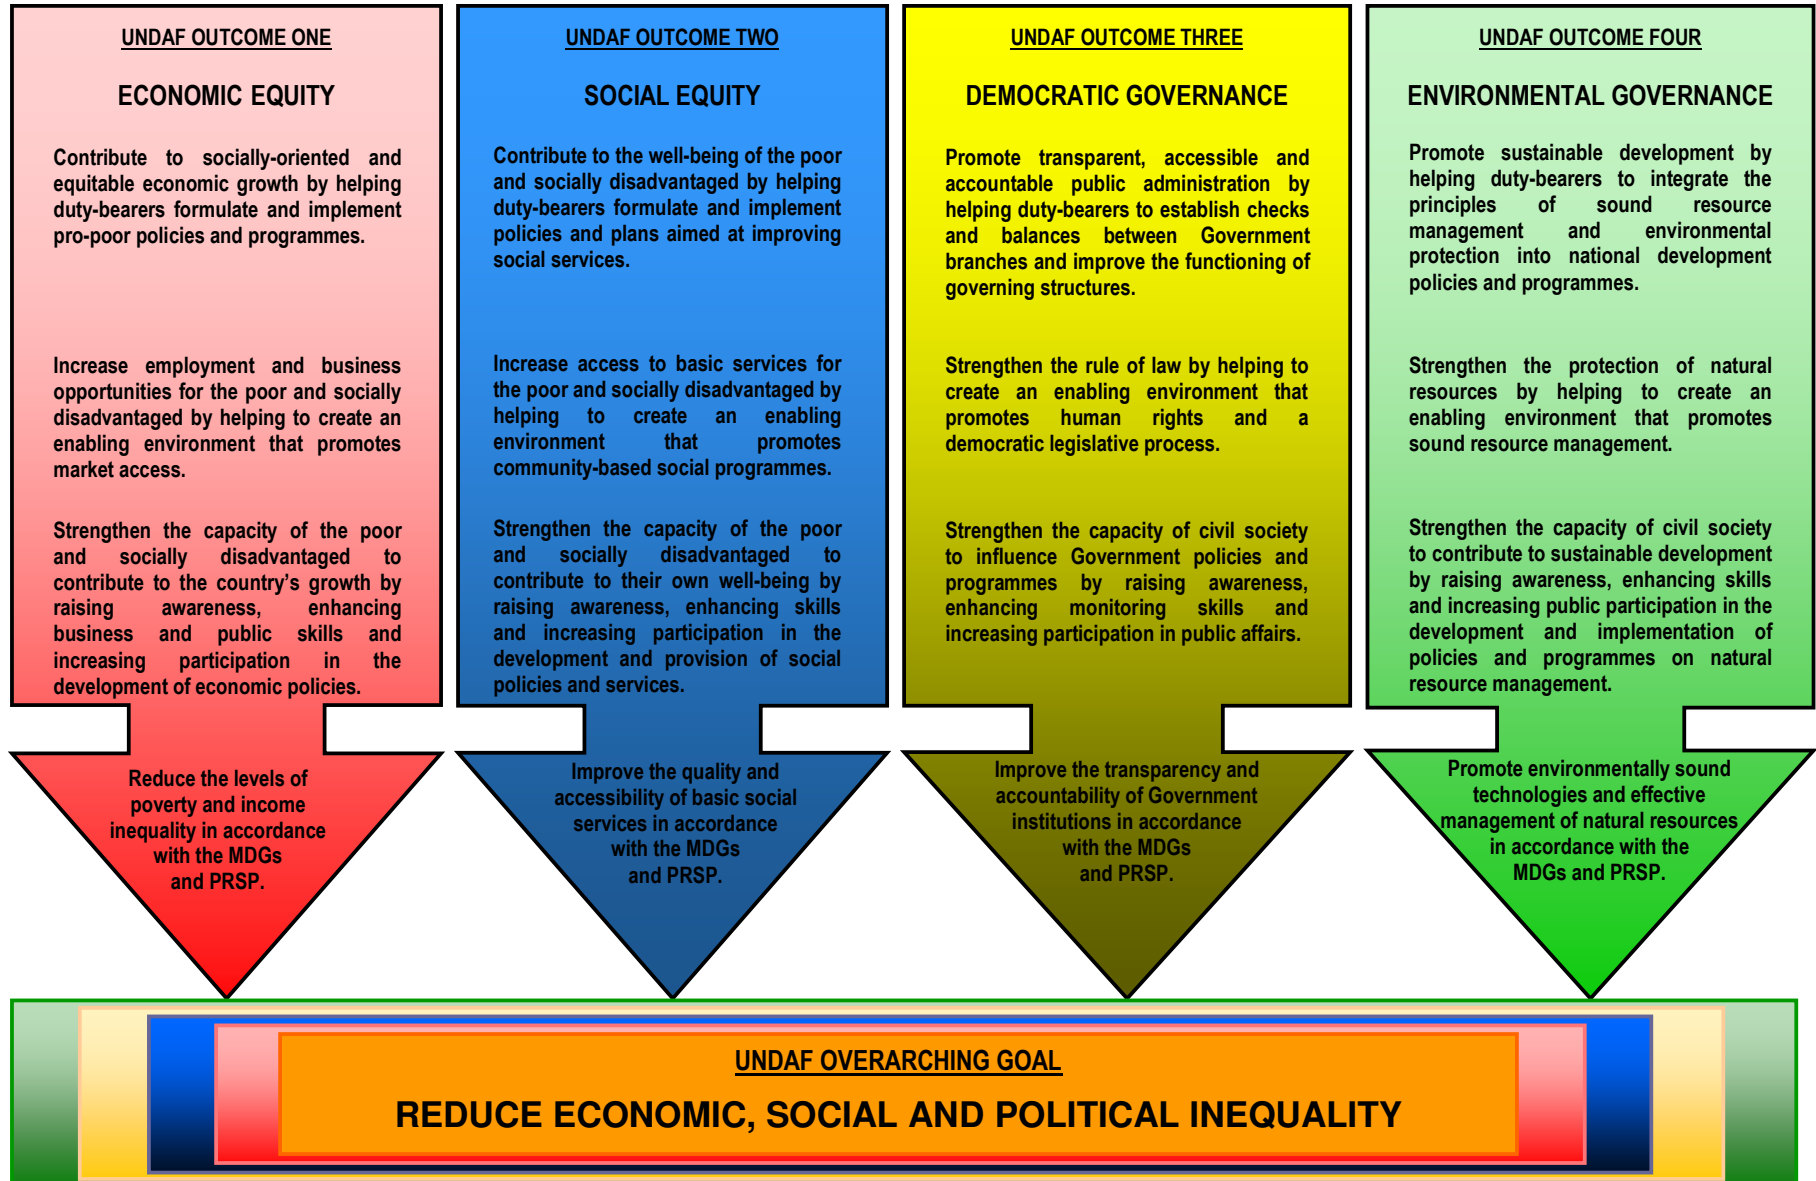 UNDAF OUTCOME ONE
ECONOMIC EQUITY
Contribute to socially-oriented and
equitable economic growth by helping
duty-bearers formulate and implement
pro-poor policies and programmes.
Increase employment and business
opportunities for the poor and socially
disadvantaged by helping to create an
enabling environment that promotes
market access.
Strengthen the capacity of the poor
and socially disadvantaged to
contribute to the country's growth by
raising awareness, enhancing
business and public skills and
increasing participation in the
development of economic policies.
Reduce the levels of
poverty and income
inequality in accordance
with the MDGs
and PRSP.
UNDAF OUTCOME TWO
SOCIAL EQUITY
Contribute to the well-being of the poor
and socially disadvantaged by helping
duty-bearers formulate and implement
policies and plans aimed at improving
social services.
Increase access to basic services for
the poor and socially disadvantaged by
helping to create an enabling
environment that promotes
community-based social programmes.
Strengthen the capacity of the poor
and socially disadvantaged to
contribute to their own well-being by
raising awareness, enhancing skills
and increasing participation in the
development and provision of social
policies and services.
Improve the quality and
accessibility of basic social
services in accordance
with the MDGs
and PRSP.
UNDAF OUTCOME THREE
DEMOCRATIC GOVERNANCE
Promote transparent, accessible and
accountable public administration by
helping duty-bearers to establish checks
and balances between Government
branches and improve the functioning of
governing structures.
Strengthen the rule of law by helping to
create an enabling environment that
promotes human rights and a
democratic legislative process.
Strengthen the capacity of civil society
to influence Government policies and
programmes by raising awareness,
enhancing monitoring skills and
increasing participation in public affairs.
Improve the transparency and
accountability of Government
institutions in accordance
with the MDGs
and PRSP.
UNDAF OUTCOME FOUR
ENVIRONMENTAL GOVERNANCE
Promote sustainable development by
helping duty-bearers to integrate the
principles of sound resource
management and environmental
protection into national development
policies and programmes.
Strengthen the protection of natural
resources by helping to create an
enabling environment that promotes
sound resource management.
Strengthen the capacity of civil society
to contribute to sustainable development
by raising awareness, enhancing skills
and increasing public participation in the
development and implementation of
policies and programmes on natural
resource management.
Promote environmentally sound
technologies and effective
management of natural resources
in accordance with the
MDGs and PRSP.
UNDAF OVERARCHING GOAL
REDUCE ECONOMIC, SOCIAL AND POLITICAL INEQUALITY